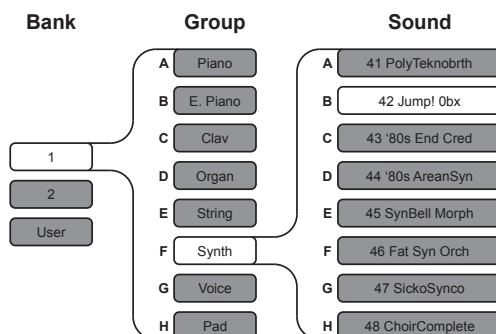 Bank Group Sound
A Piano A 41 PolyTeknobrth
B E. Piano B 42 Jump! 0bx
C Clav C 43 ‘80s End Cred
1
D Organ D 44 ‘80s AreanSyn
2
E String E 45 SynBell Morph
User
F Synth F 46 Fat Syn Orch
G Voice G 47 SickoSynco
H Pad H 48 ChoirComplete